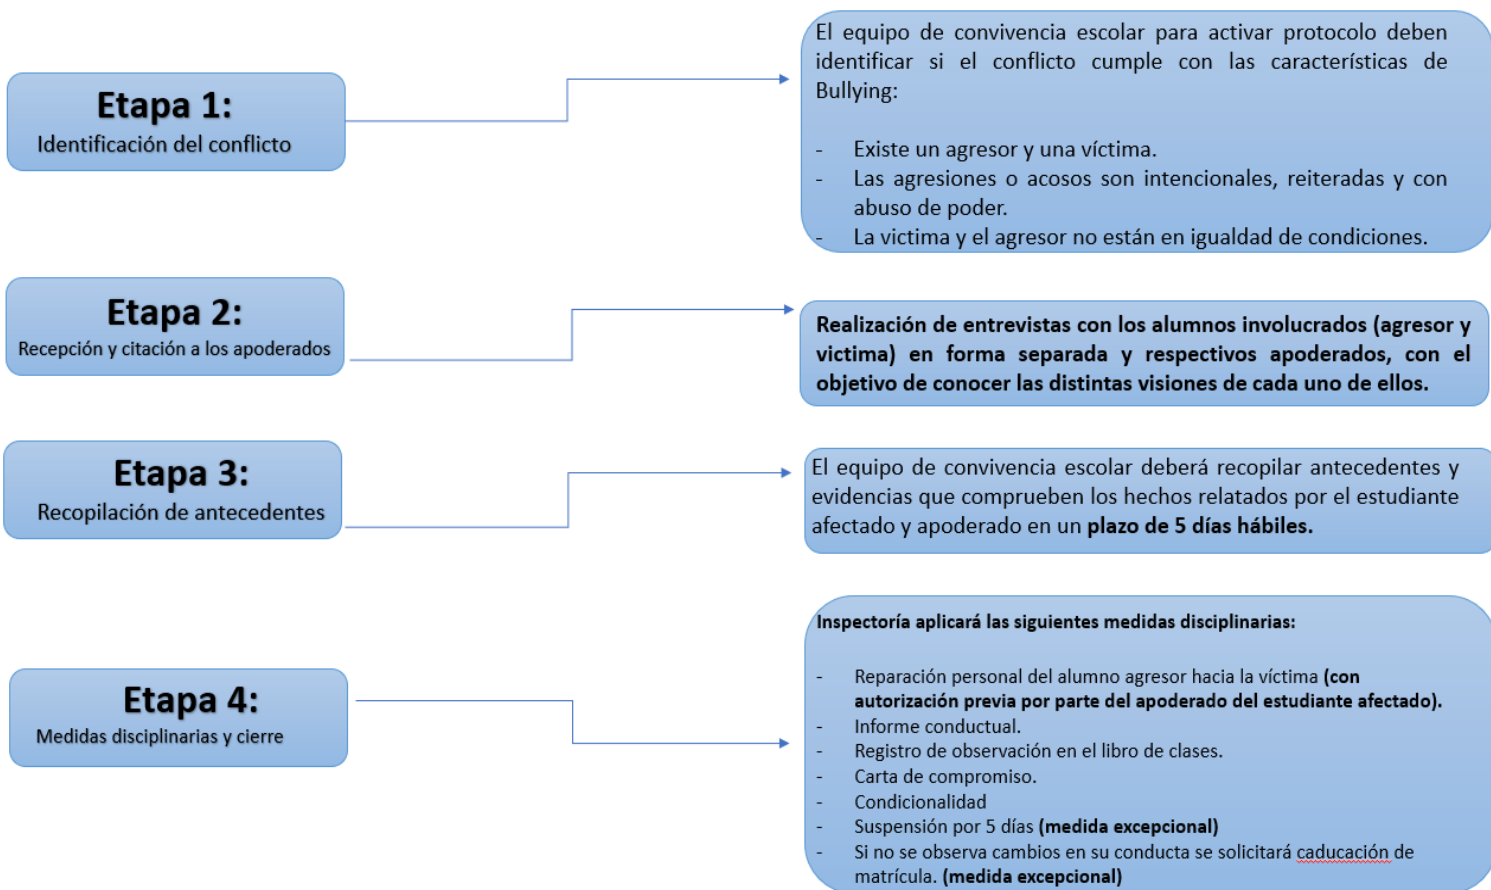 Etapa 1:
Identificación del conflicto
El equipo de convivencia escolar para activar protocolo deben
identificar si el conflicto cumple con las características de
Bullying:
- Existe un agresor y una víctima.
- Las agresiones o acosos son intencionales, reiteradas y con
abuso de poder.
- La victima y el agresor no están en igualdad de condiciones.
Etapa 2:
Recepción y citación a los apoderados
Realización de entrevistas con los alumnos involucrados (agresor y
victima) en forma separada y respectivos apoderados, con el
objetivo de conocer las distintas visiones de cada uno de ellos.
Etapa 3:
Recopilación de antecedentes
El equipo de convivencia escolar deberá recopilar antecedentes y
evidencias que comprueben los hechos relatados por el estudiante
afectado y apoderado en un plazo de 5 días hábiles.
Etapa 4:
Medidas disciplinarias y cierre
Inspectoría aplicará las siguientes medidas disciplinarias:
- Reparación personal del alumno agresor hacia la víctima (con
autorización previa por parte del apoderado del estudiante afectado).
- Informe conductual.
- Registro de observación en el libro de clases.
- Carta de compromiso.
- Condicionalidad
- Suspensión por 5 días (medida excepcional)
- Si no se observa cambios en su conducta se solicitará caducación de
matrícula. (medida excepcional)